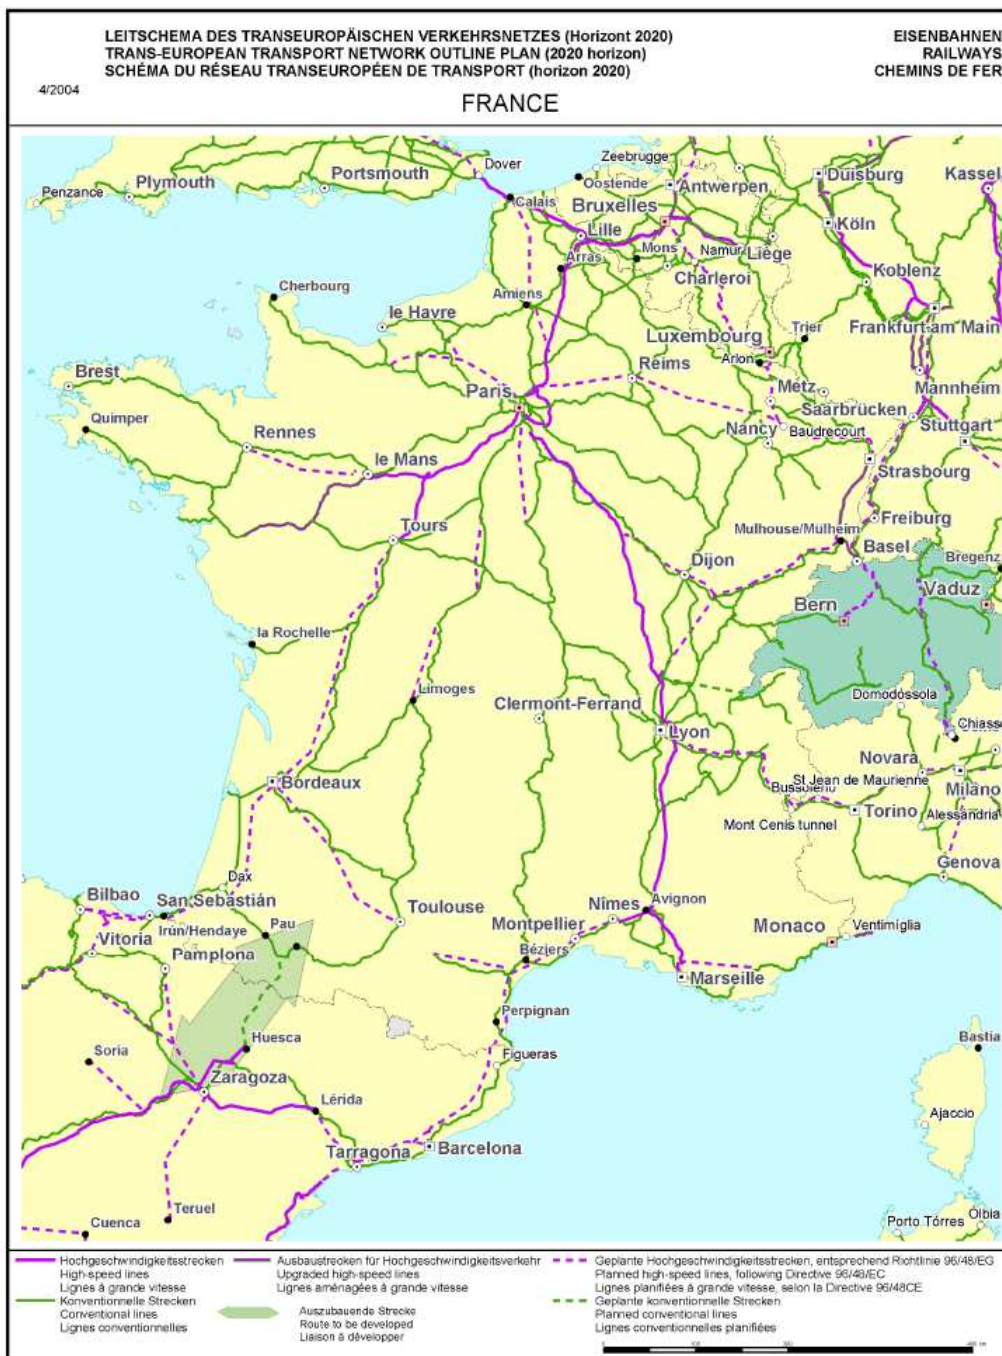 LEITSCHEMA DES TRANSEUROPÄISCHEN VERKEHRSNETZES (Horizont 2020)
TRANS-EUROPEAN TRANSPORT NETWORK OUTLINE PLAN (2020 horizon)
SCHÉMA DU RÉSEAU TRANSEUROPÉEN DE TRANSPORT (horizon 2020)
EISENBAHNEN
RAILWAYS
CHEMINS DE FER
4/2004
FRANCE
Dover
Zeebrugge
Penzance
Plymouth
Portsmouth
Oostende
Antwerpen
Duisburg
Kassel
Calais
Bruxelles
Lille
Köln
Mons
Namur
Liège
Arras
Charleroi
Koblenz
Cherbourg
Amiens
le Havre
Luxembourg
Trier
Frankfurt am Main
Arlon
Brest
Reims
Paris
Metz
Mannheim
Saarbrücken
Quimper
Nancy
Baudrecourt
Stuttgart
Rennes
le Mans
Strasbourg
Tours
Mulhouse/Mülheim
Freiburg
Dijon
Basel
Bregenz
Bern
Vaduz
la Rochelle
Limoges
Clermont-Ferrand
Domodossola
Lyon
Chiasso
Novara
Bordeaux
St Jean de Maurienne
Bussoleno
Milano
Mont Cenis tunnel
Torino
Alessandria
Genova
Dax
Bilbao
San Sebastián
Toulouse
Nîmes
Avignon
Irún/Hendaye
Pau
Montpellier
Monaco
Ventimiglia
Vitoria
Pamplona
Béziers
Marseille
Perpignan
Soria
Huesca
Figueras
Bastia
Zaragoza
Lérida
Ajaccio
Tarragona
Barcelona
Teruel
Cuenca
Porto Tórres
Olbia
Hochgeschwindigkeitsstrecken
High-speed lines
Lignes à grande vitesse
Konventionnelle Strecken
Conventional lines
Lignes conventionnelles
Ausbaustrecken für Hochgeschwindigkeitsverkehr
Upgraded high-speed lines
Lignes aménagées à grande vitesse
Auszubauende Strecke
Route to be developed
Liaison à développer
Geplante Hochgeschwindigkeitsstrecken, entsprechend Richtlinie 96/48/EG
Planned high-speed lines, following Directive 96/48/EC
Lignes planifiées à grande vitesse, selon la Directive 96/48CE
Geplante konventionelle Strecken
Planned conventional lines
Lignes conventionnelles planifiées